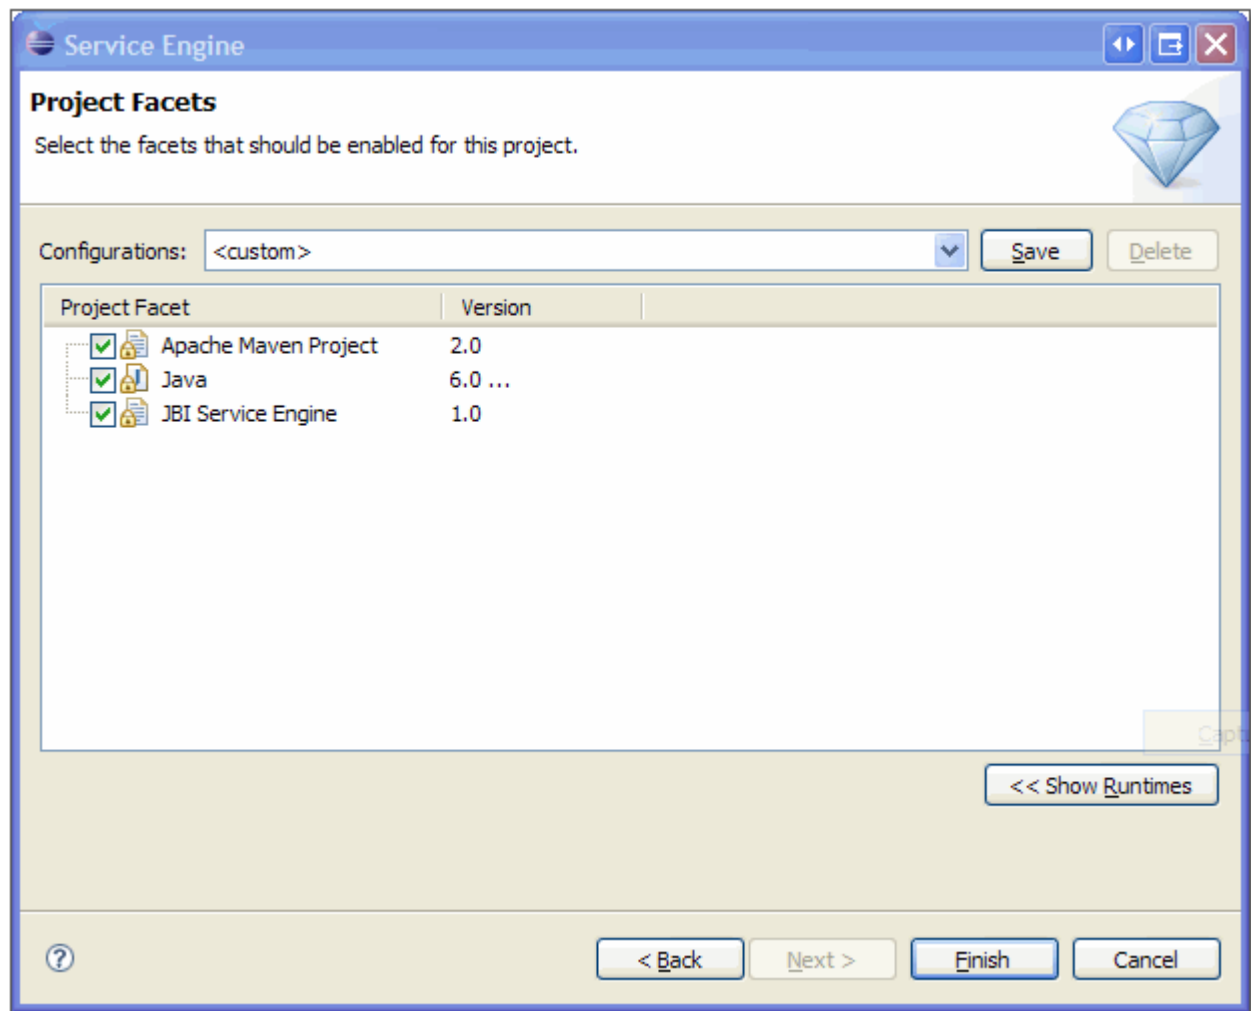 Service Engine
Project Facets
Select the facets that should be enabled for this project.
Configurations: <custom> Save Delete
Project Facet Version
Apache Maven Project 2.0
Java 6.0 ...
JBI Service Engine 1.0
<< Show Runtimes
? < Back Next > Finish Cancel